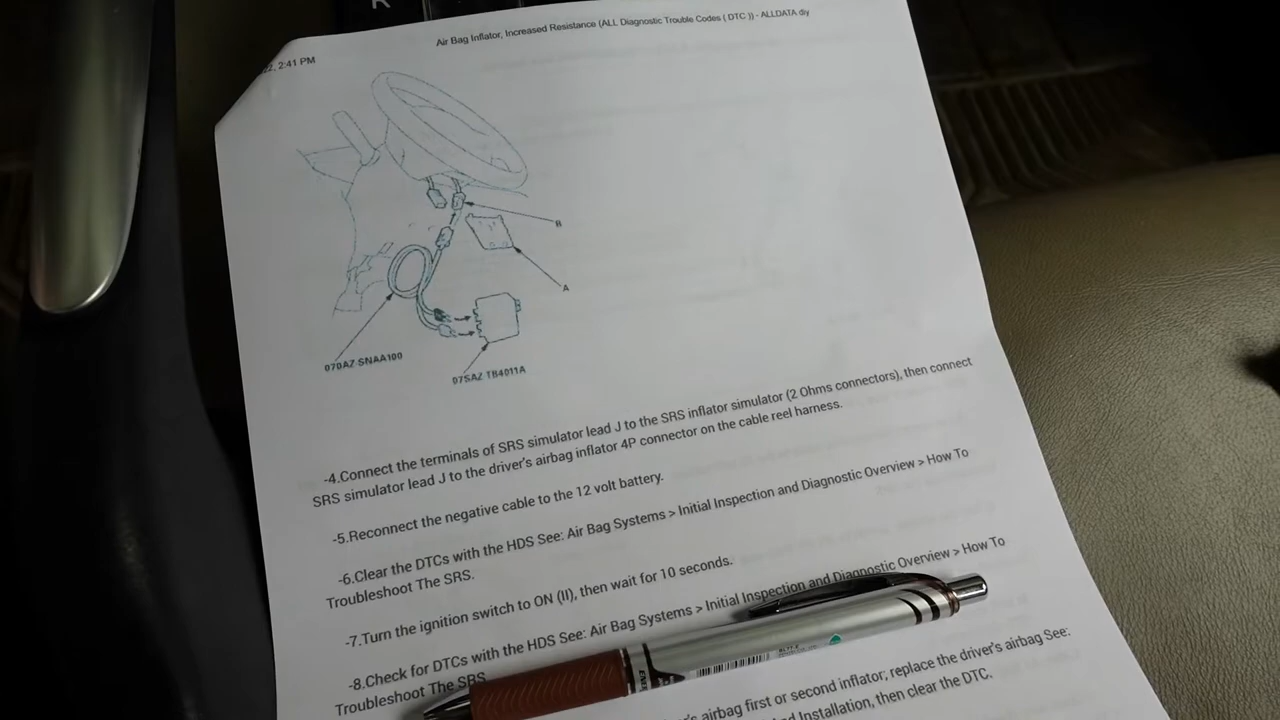 Air Bag Inflator, Increased Resistance (ALL Diagnostic Trouble Codes ( DTC )) - ALLDATA diy
22, 2:41 PM
B
A
070AZ-SNAA100
07SAZ-TB4011A
-4.Connect the terminals of SRS simulator lead J to the SRS inflator simulator (2 Ohms connectors), then connect
SRS simulator lead J to the driver's airbag inflator 4P connector on the cable reel harness.
-5.Reconnect the negative cable to the 12 volt battery.
-6.Clear the DTCs with the HDS See: Air Bag Systems > Initial Inspection and Diagnostic Overview > How To
Troubleshoot The SRS.
-7.Turn the ignition switch to ON (II), then wait for 10 seconds.
-8.Check for DTCs with the HDS See: Air Bag Systems > Initial Inspection and Diagnostic Overview > How To
Troubleshoot The SRS
airbag first or second inflator; replace the driver's airbag See:
Installation, then clear the DTC.